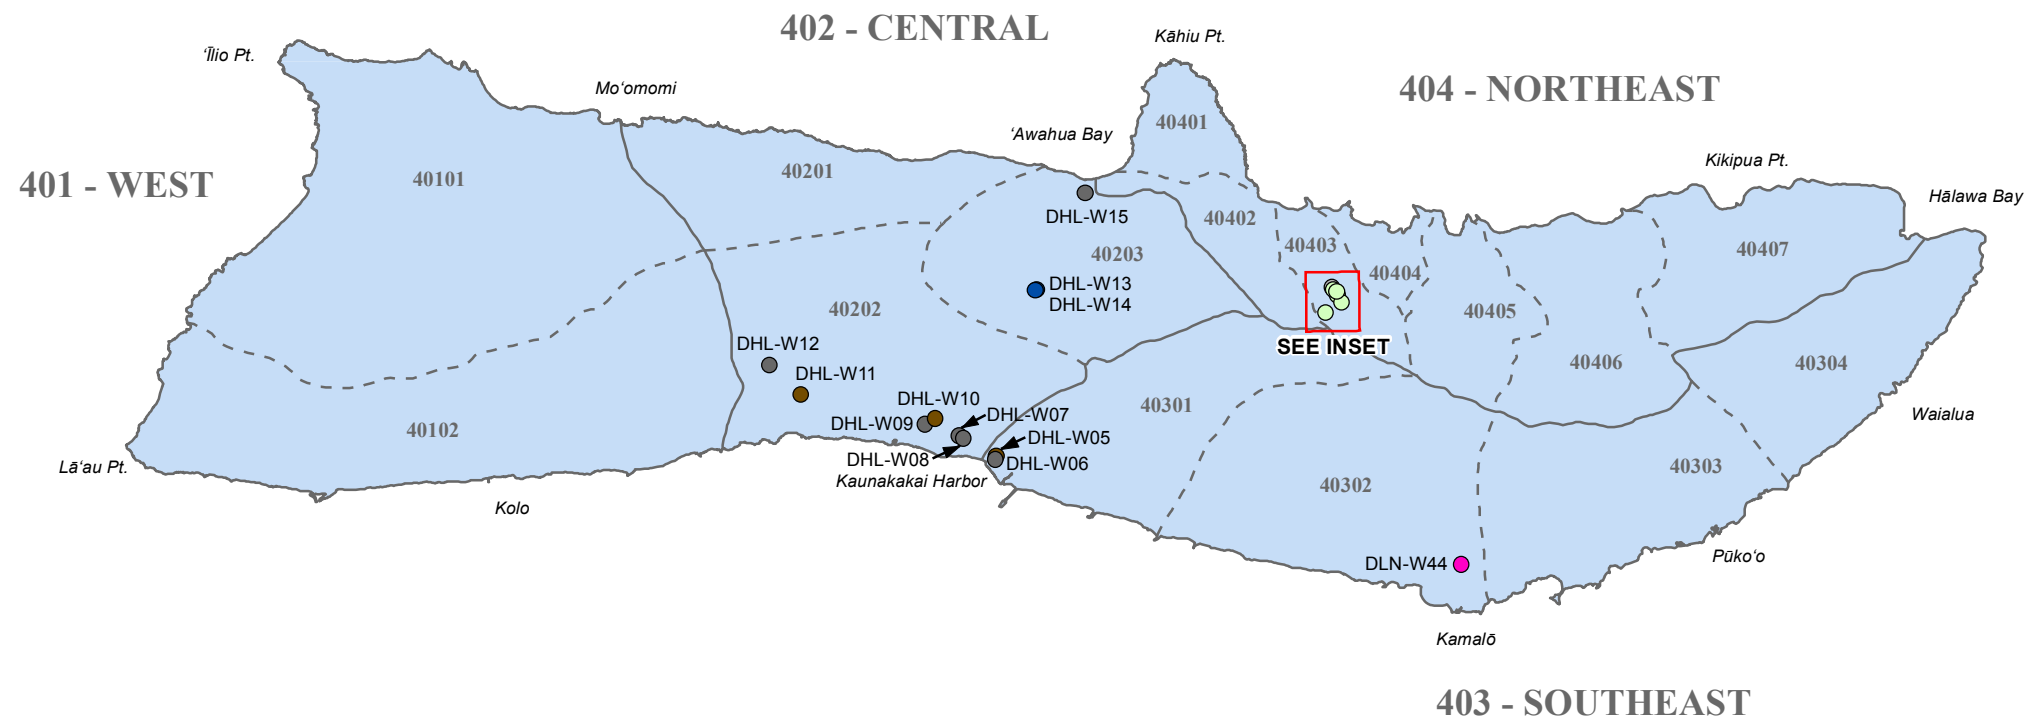 402 - CENTRAL
Kāhiu Pt.
ʻĪlio Pt.
Moʻomomi
404 - NORTHEAST
ʻAwahua Bay
40401
Kikipua Pt.
401 - WEST
40101
40201
Hālawa Bay
DHL-W15
40402
40403
40407
40203
40404
DHL-W13
DHL-W14
40202
40405
DHL-W12
SEE INSET
40406
40304
DHL-W11
DHL-W10
40301
DHL-W07
Waialua
DHL-W09
40102
DHL-W05
DHL-W08
DHL-W06
Lāʻau Pt.
40303
Kaunakakai Harbor
40302
Kolo
Pūkoʻo
DLN-W44
Kamalō
403 - SOUTHEAST